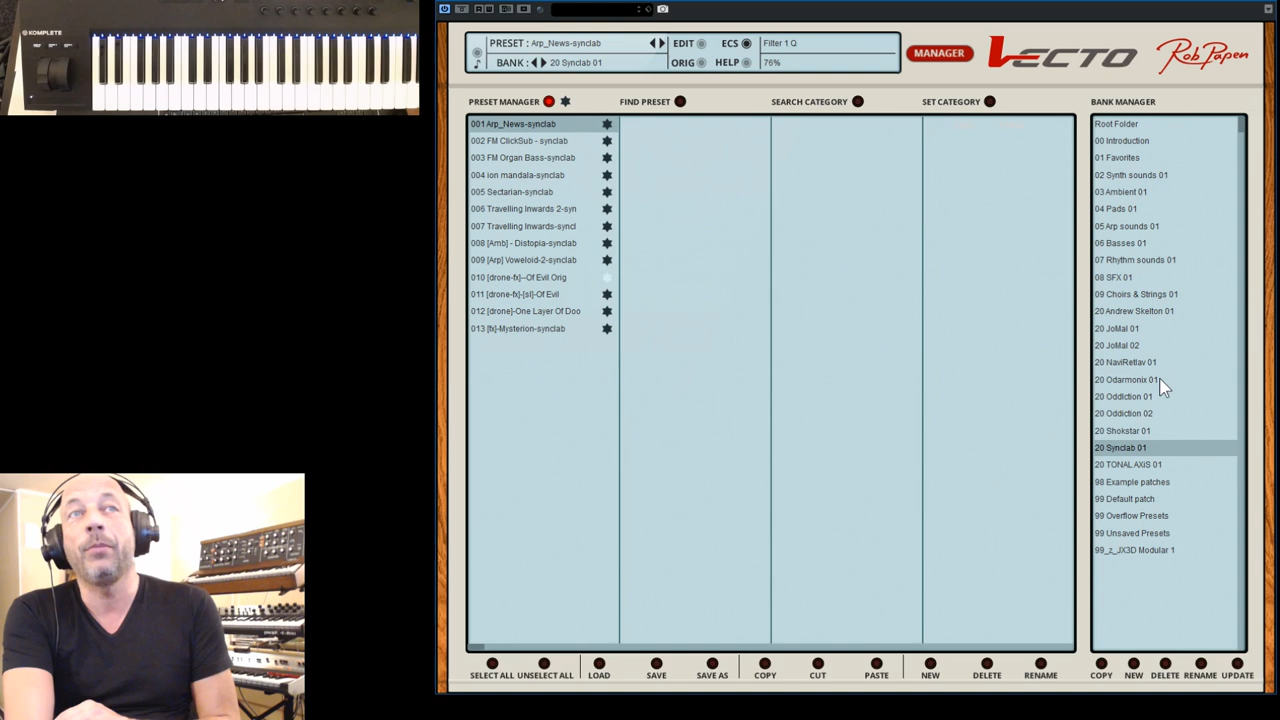 KOMPLETE
PRESET : Arp_News-synclab
EDIT
ECS
Filter 1 Q
BANK : 20 Synclab 01
ORIG
HELP
76%
MANAGER
VECTO
Rob Papen
PRESET MANAGER
FIND PRESET
SEARCH CATEGORY
SET CATEGORY
BANK MANAGER
001 Arp_News-synclab
002 FM ClickSub - synclab
003 FM Organ Bass-synclab
004 ion mandala-synclab
005 Sectarian-synclab
006 Travelling Inwards 2-syn
007 Travelling Inwards-syncl
008 [Amb] - Distopia-synclab
009 [Arp] Voweloid-2-synclab
010 [drone-fx]--Of Evil Orig
011 [drone-fx]-[sl]-Of Evil
012 [drone]-One Layer Of Doo
013 [fx]-Mysterion-synclab
Root Folder
00 Introduction
01 Favorites
02 Synth sounds 01
03 Ambient 01
04 Pads 01
05 Arp sounds 01
06 Basses 01
07 Rhythm sounds 01
08 SFX 01
09 Choirs & Strings 01
20 Andrew Skelton 01
20 JoMal 01
20 JoMal 02
20 NaviRetlav 01
20 Odarmonix 01
20 Oddiction 01
20 Oddiction 02
20 Shokstar 01
20 Synclab 01
20 TONAL AXiS 01
98 Example patches
99 Default patch
99 Overflow Presets
99 Unsaved Presets
99_z_JX3D Modular 1
SELECT ALL
UNSELECT ALL
LOAD
SAVE
SAVE AS
COPY
CUT
PASTE
NEW
DELETE
RENAME
COPY
NEW
DELETE
RENAME
UPDATE